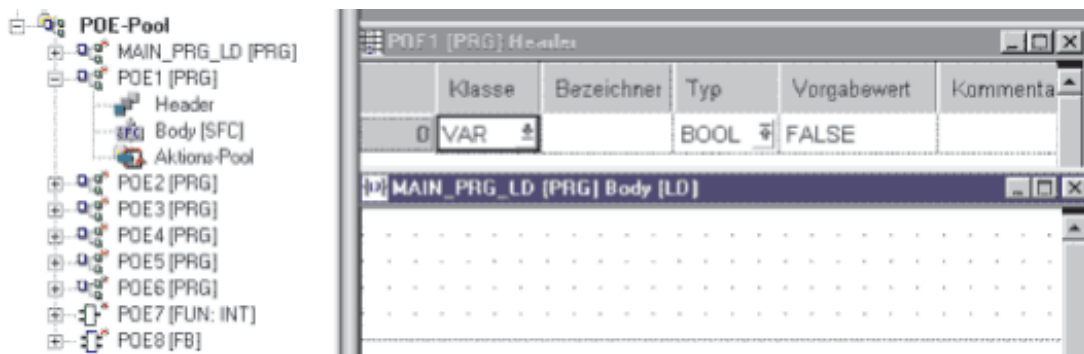 POE-Pool
MAIN_PRG_LD [PRG]
POE1 [PRG]
Header
Body [SFC]
Aktions-Pool
POE2 [PRG]
POE3 [PRG]
POE4 [PRG]
POE5 [PRG]
POE6 [PRG]
POE7 [FUN: INT]
POE8 [FB]
POE1 [PRG] Header
Klasse Bezeichner Typ Vorgabewert Kommenta
0 VAR BOOL FALSE
MAIN_PRG_LD [PRG] Body [LD]